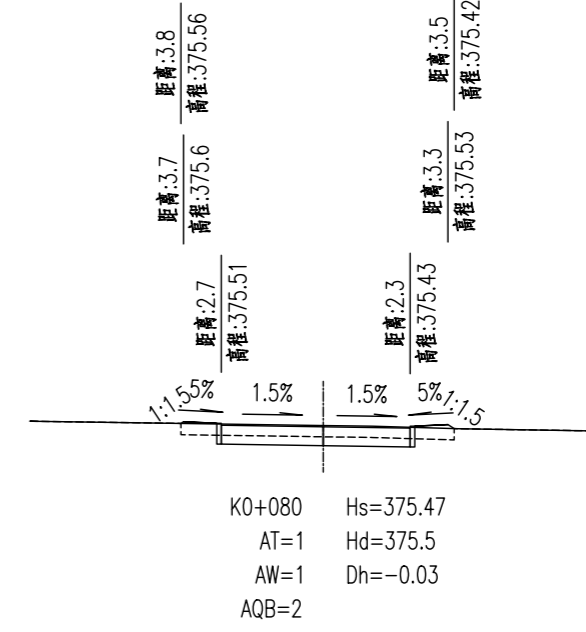 距离:3.8
高程:375.56
距离:3.5
高程:375.42
距离:3.7
高程:375.6
距离:3.3
高程:375.53
距离:2.7
高程:375.51
距离:2.3
高程:375.43
1:1.5
5%
1.5%
1.5%
5%
1:1.5
K0+080 Hs=375.47
AT=1 Hd=375.5
AW=1 Dh=-0.03
AQB=2